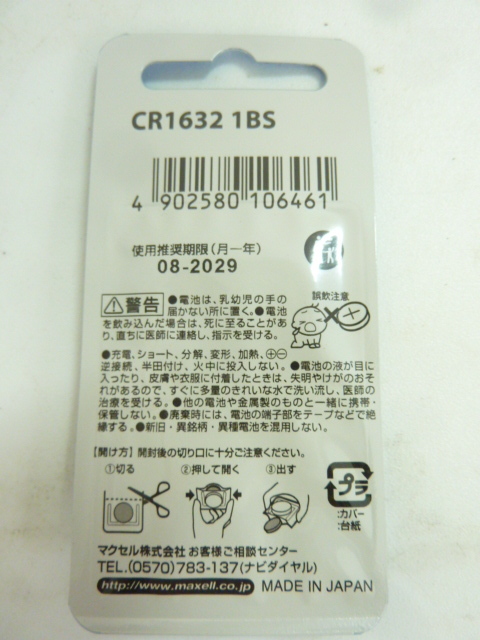 CR1632 1BS
4 902580 106461
使用推奨期限(月ー年)
08-2029
誤飲注意
警告 ●電池は、乳幼児の手の
届かない所に置く。●電池
を飲み込んだ場合は、死に至ることがあ
り、直ちに医師に連絡し、指示を受ける。
●充電、ショート、分解、変形、加熱、⊕⊖
逆接続、半田付け、火中に投入しない。●電池の液が目に
入ったり、皮膚や衣服に付着したときは、失明やけがのおそ
れがあるので、すぐに多量のきれいな水で洗い流し、医師の
治療を受ける。●他の電池や金属製のものと一緒に携帯・
保管しない。●廃棄時には、電池の端子部をテープなどで絶
縁する。●新旧・異銘柄・異種電池を混用しない。
【開け方】開封後の切り口に十分ご注意ください。
①切る ②押して開く ③出す
プラ
:カバー
:台紙
マクセル株式会社 お客様ご相談センター
TEL.(0570)783-137(ナビダイヤル)
http://www.maxell.co.jp MADE IN JAPAN